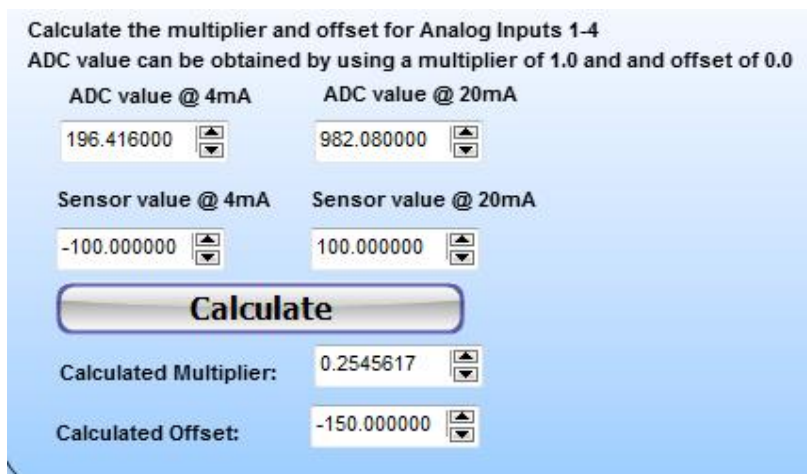 Calculate the multiplier and offset for Analog Inputs 1-4
ADC value can be obtained by using a multiplier of 1.0 and and offset of 0.0
ADC value @ 4mA ADC value @ 20mA
196.416000 982.080000
Sensor value @ 4mA Sensor value @ 20mA
-100.000000 100.000000
Calculate
Calculated Multiplier: 0.2545617
Calculated Offset: -150.000000